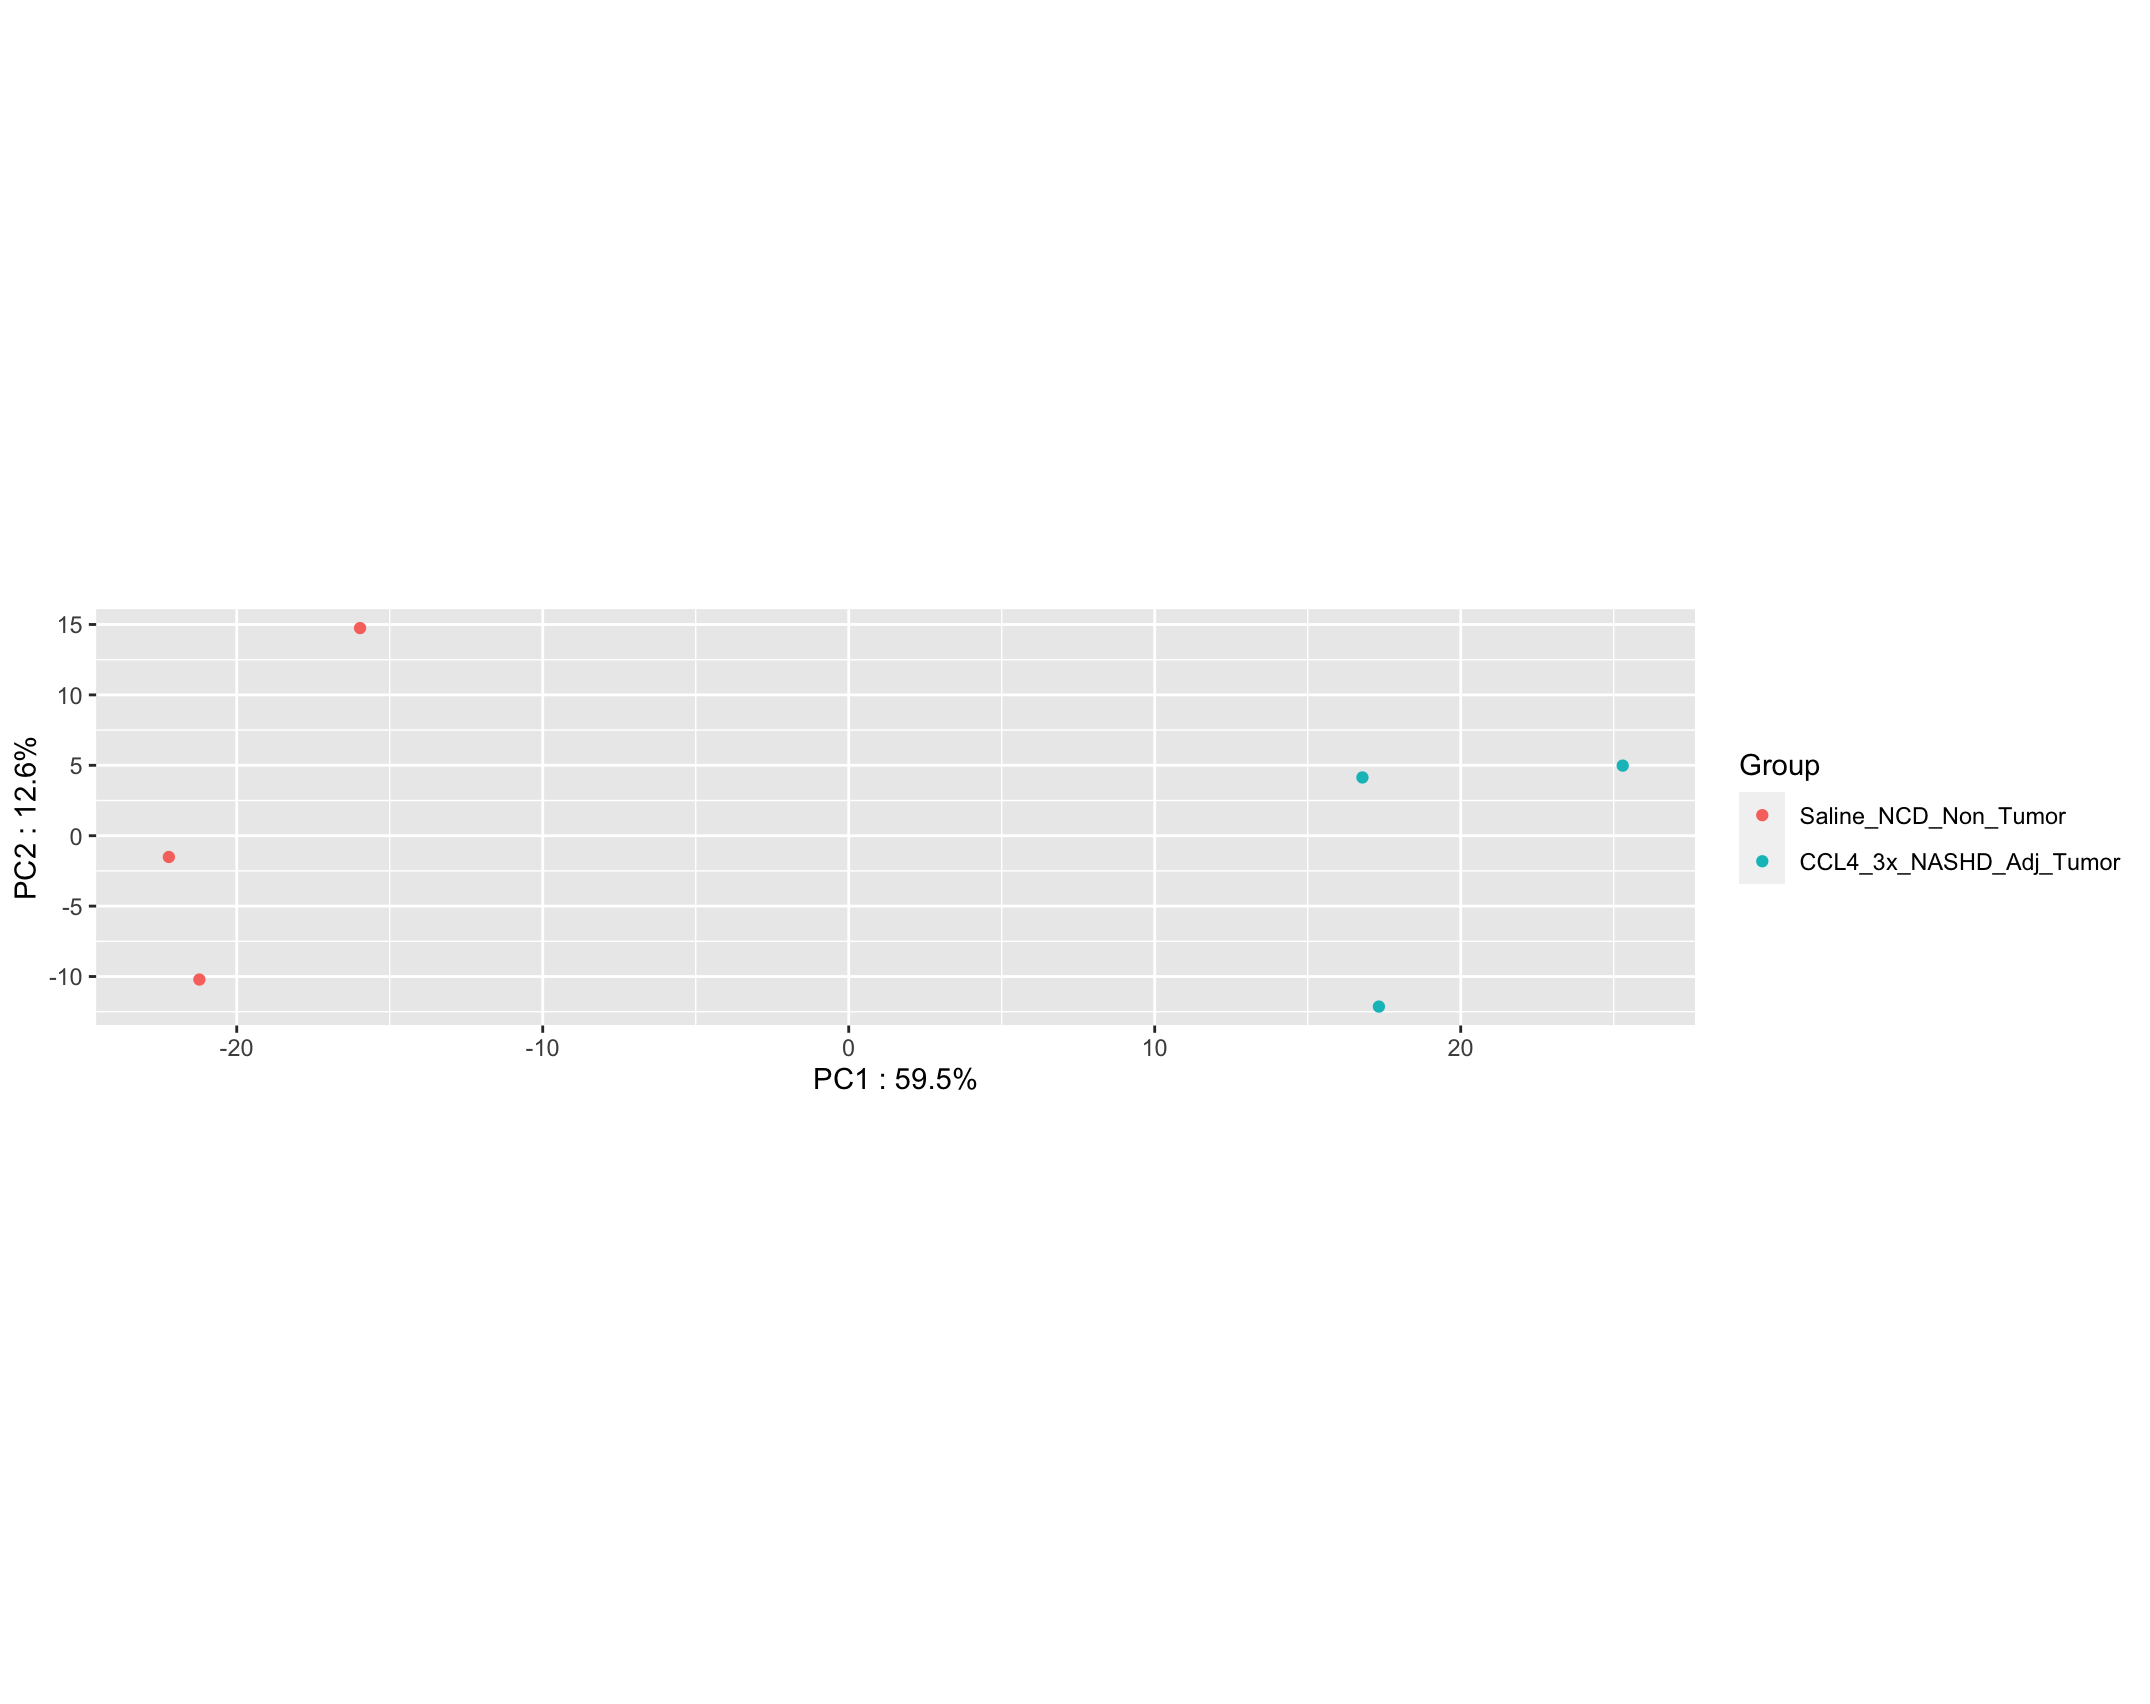 15
10
5
0
-5
-10
PC2 : 12.6%
-20 -10 0 10 20
PC1 : 59.5%
Group
Saline_NCD_Non_Tumor
CCL4_3x_NASHD_Adj_Tumor